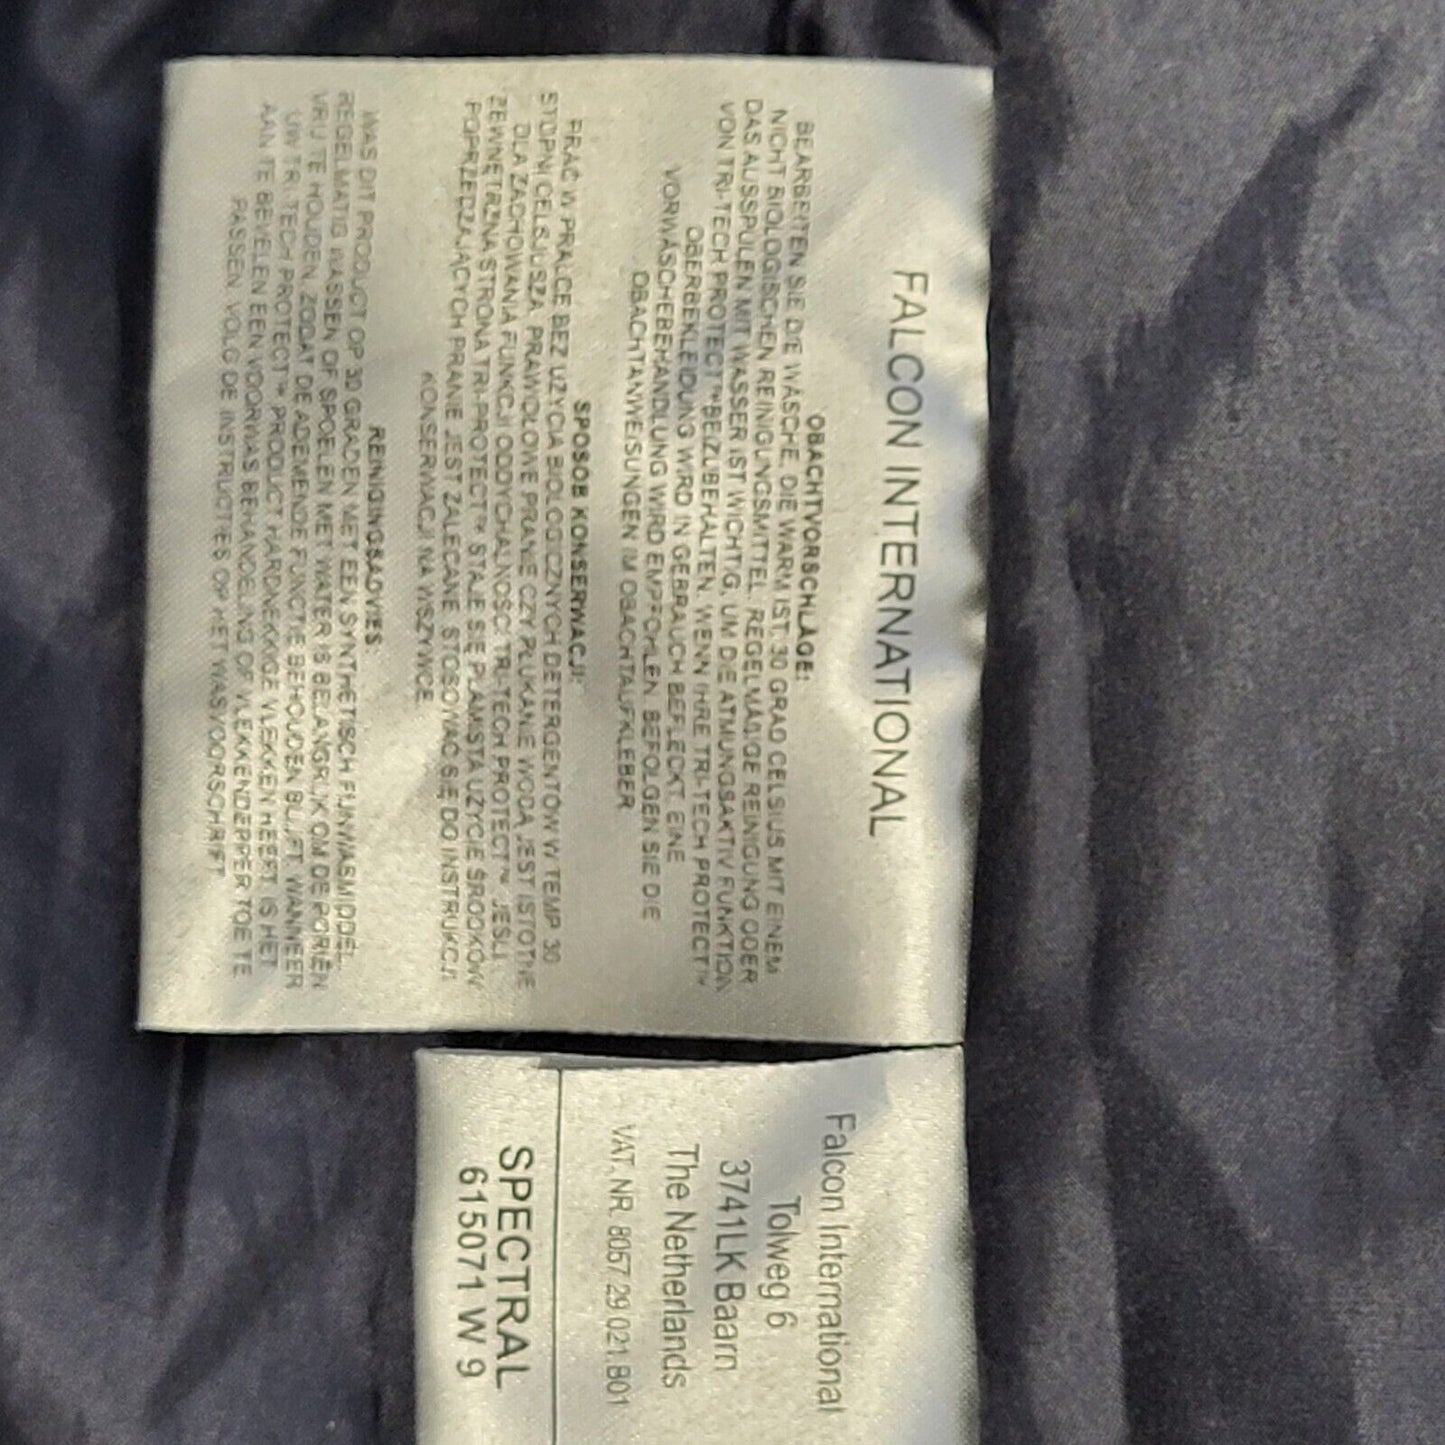 FALCON INTERNATIONAL
OBACHTVORSCHLÄGE:
BEARBEITEN SIE DIE WÄSCHE, DIE WARM IST: 30 GRAD CELSIUS MIT EINEM
NICHT BIOLOGISCHEN REINIGUNGSMITTEL. REGELMÄßIGE REINIGUNG ODER
DAS AUSSPÜLEN MIT WASSER IST WICHTIG, UM DIE ATMUNGSAKTIV FUNKTION
VON TRI-TECH PROTECT™ BEIZUBEHALTEN. WENN IHRE TRI-TECH PROTECT™
OBERBEKLEIDUNG WIRD IN GEBRAUCH BEFLECKT, EINE
VORWÄSCHEBEHANDLUNG WIRD EMPFOHLEN. BEFOLGEN SIE DIE
OBACHTANWEISUNGEN IM OBACHTAUFKLEBER
SPOSÓB KONSERWACJI:
PRAĆ W PRALCE BEZ UŻYCIA BIOLOGICZNYCH DETERGENTÓW W TEMP 30
STOPNI CELSJUSZA. PRAWIDŁOWE PRANIE CZY PŁUKANIE WODĄ JEST ISTOTNE
DLA ZACHOWANIA FUNKCJI ODDYCHALNOŚCI TRI-TECH PROTECT™. JEŚLI
ZEWNĘTRZNA STRONA TRI-PROTECT™ STAJE SIĘ PLAMISTA UŻYCIE ŚRODKÓW
POPRZEDZAJĄCYCH PRANIE JEST ZALECANE. STOSOWAĆ SIĘ DO INSTRUKCJI
KONSERWACJI NA WSZYWCE.
REINIGINGSADVIES:
WAS DIT PRODUCT OP 30 GRADEN MET EEN SYNTHETISCH FIJNWASMIDDEL.
REGELMATIG WASSEN OF SPOELEN MET WATER IS BELANGRIJK OM DE PORIËN
VRIJ TE HOUDEN, ZODAT DE ADEMENDE FUNCTIE BEHOUDEN BLIJFT. WANNEER
UW TRI-TECH PROTECT™ PRODUCT HARDNEKKIGE VLEKKEN HEEFT, IS HET
AAN TE BEVELEN EEN VOORWAS BEHANDELING OF VLEKKENDEPPER TOE TE
PASSEN. VOLG DE INSTRUCTIES OP HET WASVOORSCHRIFT.
Falcon International
Tolweg 6
3741LK Baarn
The Netherlands
VAT. NR. 8057.29.021.B01
SPECTRAL
615071 W 9